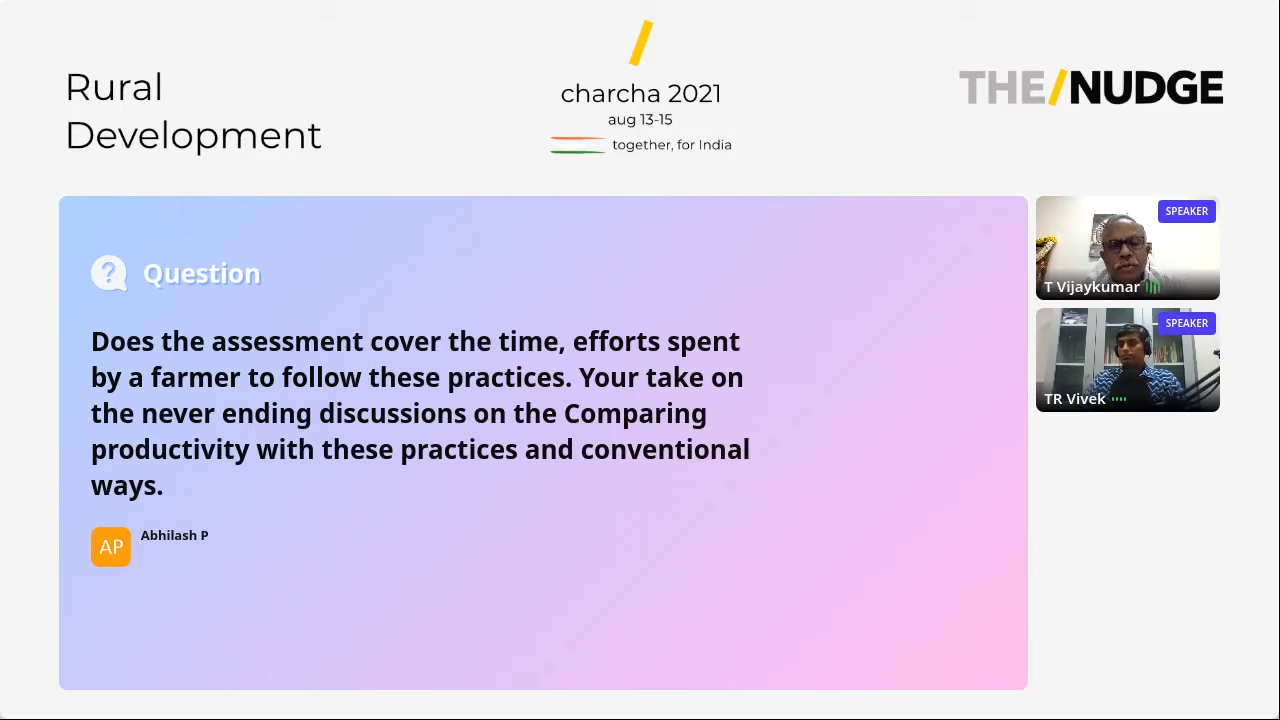 Rural
Development
charcha 2021
aug 13-15
together, for India
THE/NUDGE
Question
Does the assessment cover the time, efforts spent
by a farmer to follow these practices. Your take on
the never ending discussions on the Comparing
productivity with these practices and conventional
ways.
AP
Abhilash P
SPEAKER
T Vijaykumar
SPEAKER
TR Vivek